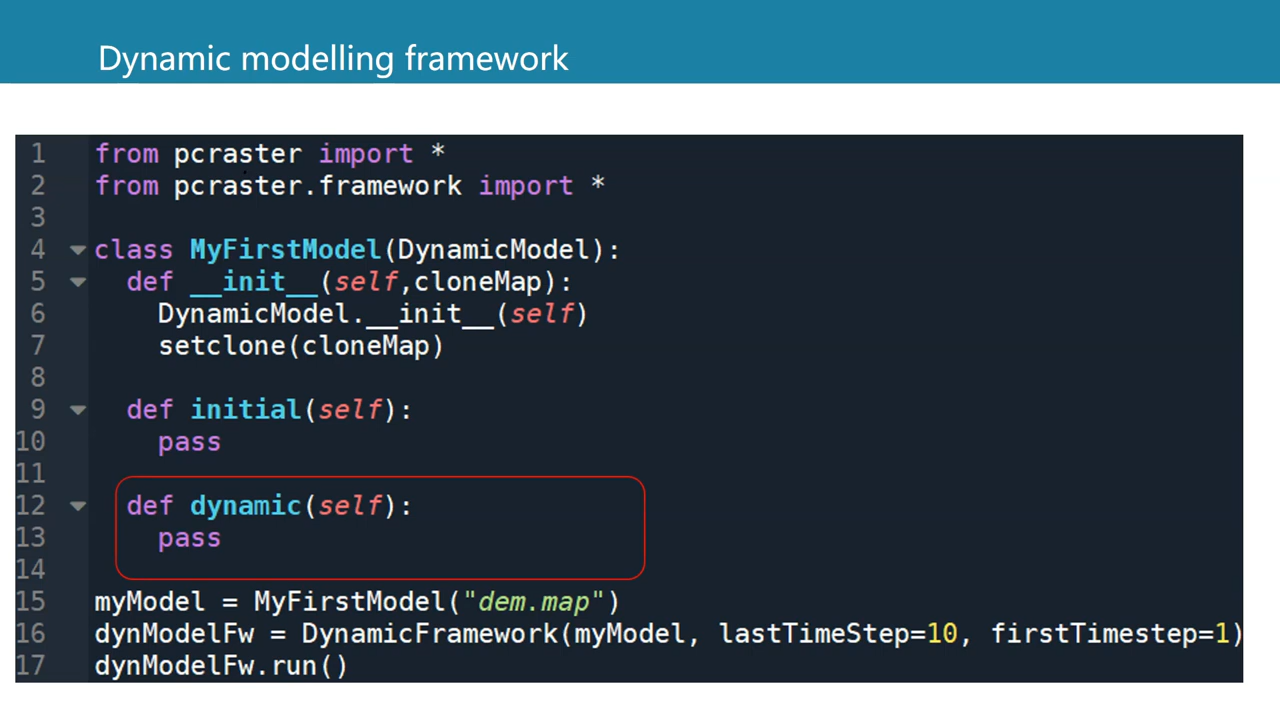 Dynamic modelling framework
1 from pcraster import *
2 from pcraster.framework import *
3
4 class MyFirstModel(DynamicModel):
5 def __init__(self,cloneMap):
6 DynamicModel.__init__(self)
7 setclone(cloneMap)
8
9 def initial(self):
10 pass
11
12 def dynamic(self):
13 pass
14
15 myModel = MyFirstModel("dem.map")
16 dynModelFw = DynamicFramework(myModel, lastTimeStep=10, firstTimestep=1)
17 dynModelFw.run()